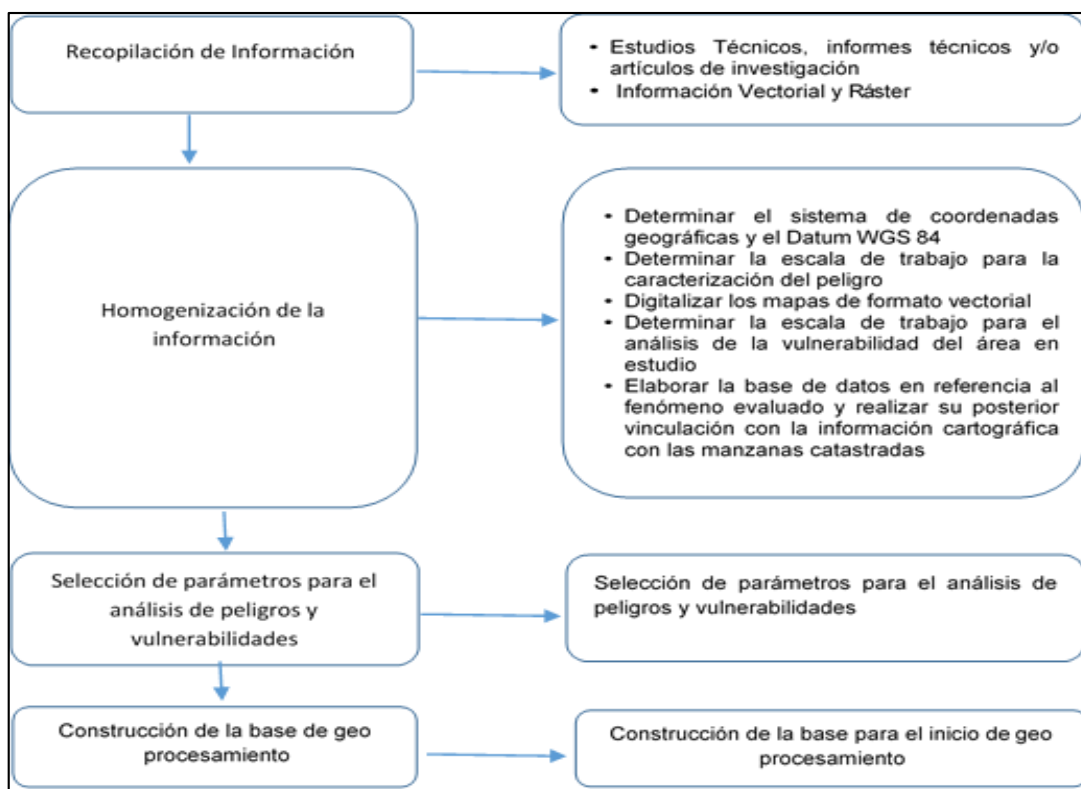 Recopilación de Información
• Estudios Técnicos, informes técnicos y/o
artículos de investigación
• Información Vectorial y Ráster
Homogenización de la
información
• Determinar el sistema de coordenadas
geográficas y el Datum WGS 84
• Determinar la escala de trabajo para la
caracterización del peligro
• Digitalizar los mapas de formato vectorial
• Determinar la escala de trabajo para el
análisis de la vulnerabilidad del área en
estudio
• Elaborar la base de datos en referencia al
fenómeno evaluado y realizar su posterior
vinculación con la información cartográfica
con las manzanas catastradas
Selección de parámetros para el
análisis de peligros y
vulnerabilidades
Selección de parámetros para el análisis de
peligros y vulnerabilidades
Construcción de la base de geo
procesamiento
Construcción de la base para el inicio de geo
procesamiento